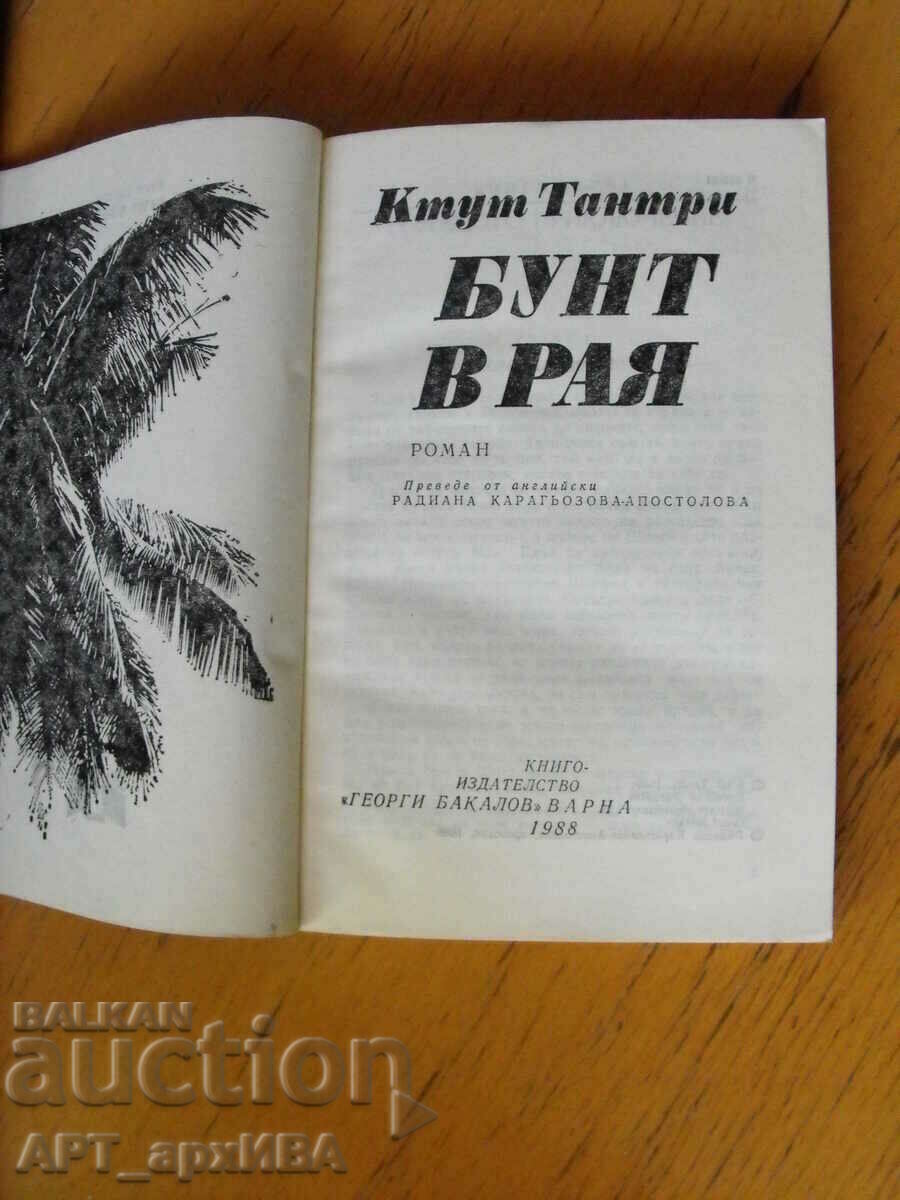 Ктут Тантри
БУНТ
В РАЯ
РОМАН
Преведе от английски
РАДИАНА КАРАГЬОЗОВА-АПОСТОЛОВА
КНИГО-
ИЗДАТЕЛСТВО
«ГЕОРГИ БАКАЛОВ» ВАРНА
1988
BALKAN
auction
АРТ_архИВА